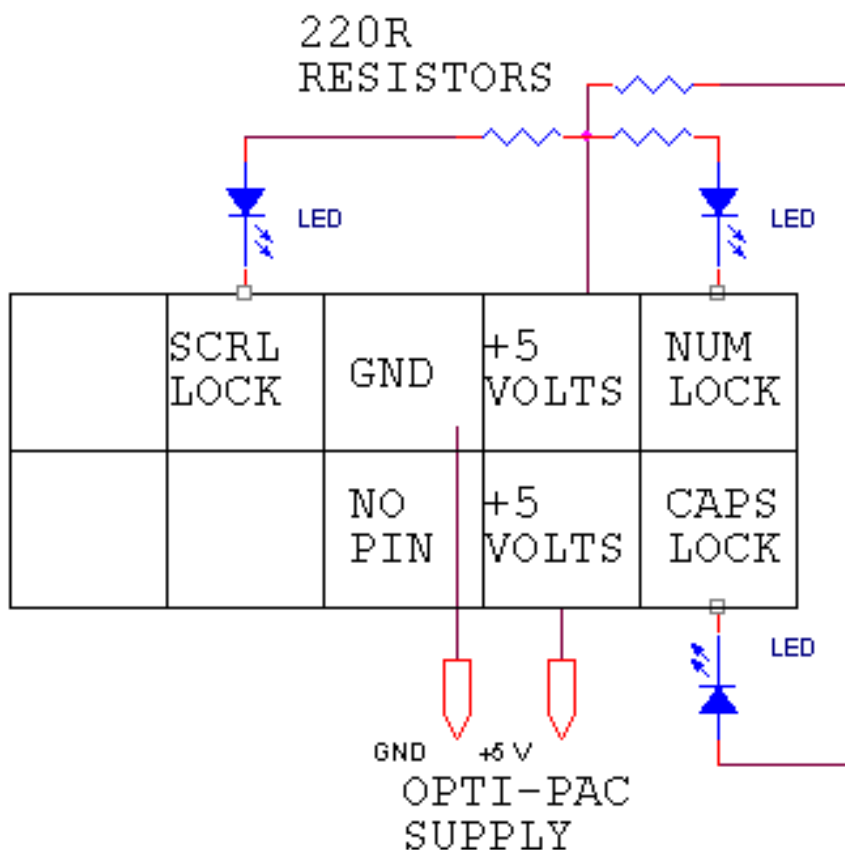 220R
RESISTORS
LED
LED
SCRL
LOCK
GND
+5
VOLTS
NUM
LOCK
NO
PIN
+5
VOLTS
CAPS
LOCK
LED
GND
+5 V
OPTI-PAC
SUPPLY